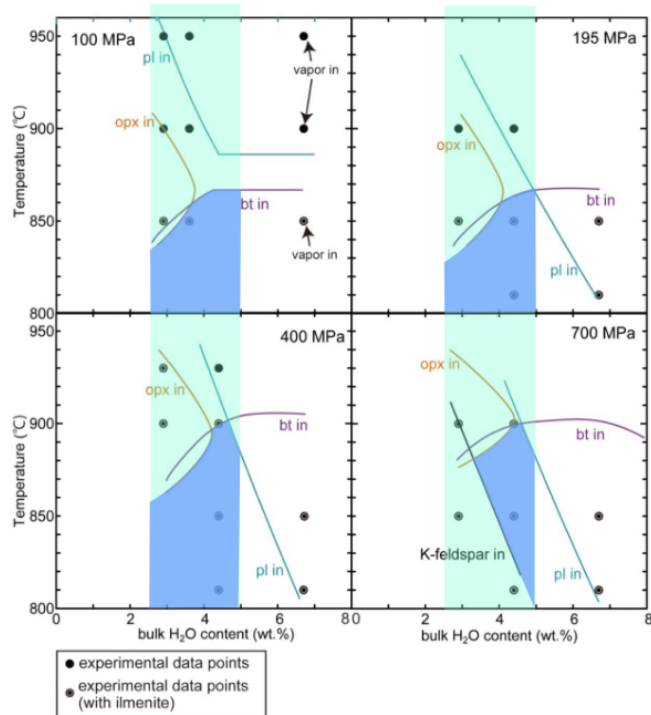 950
100 MPa
pl in
vapor in
195 MPa
900
opx in
opx in
850
bt in
bt in
vapor in
pl in
800
Temperature (°C)
950
400 MPa
700 MPa
opx in
opx in
900
bt in
bt in
850
K-feldspar in
pl in
pl in
800
Temperature (°C)
0 2 4 6 8 0 2 4 6 8
bulk H₂O content (wt.%)
bulk H₂O content (wt.%)
experimental data points
experimental data points
(with ilmenite)